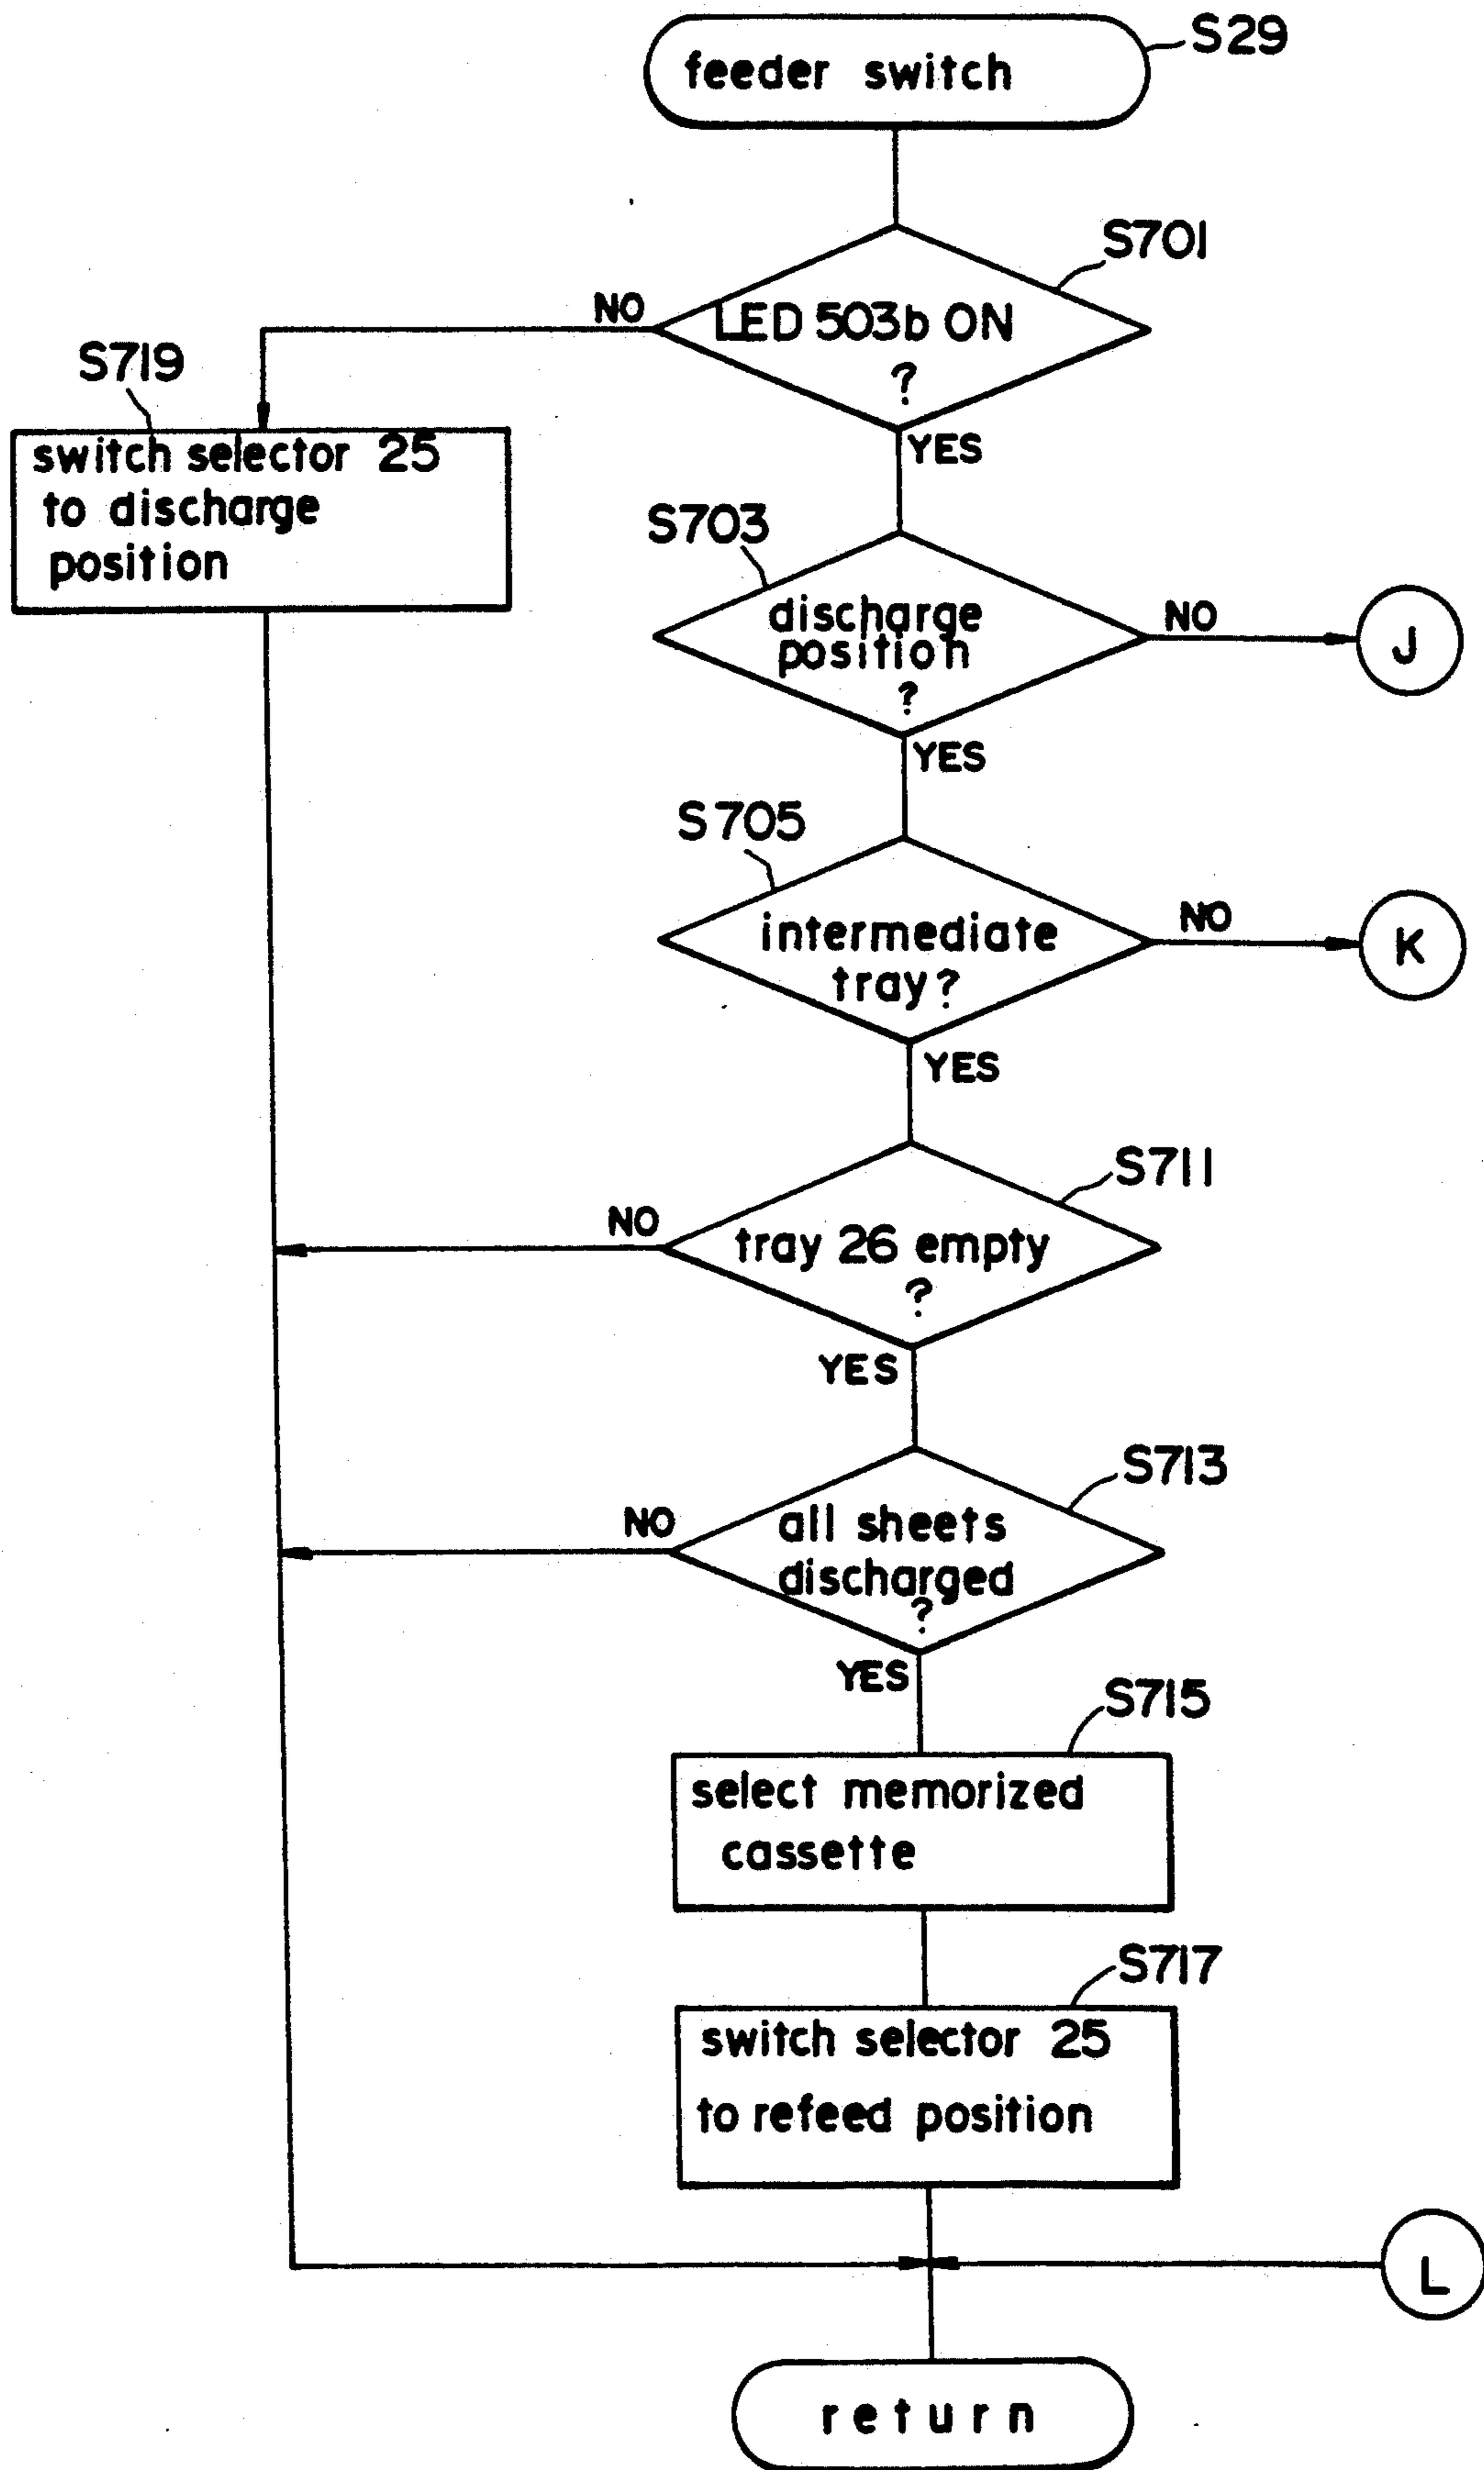 S29
feeder switch
S701
NO
LED 503b ON
?
S719
YES
switch selector 25
to discharge
position
S703
discharge
position
?
NO
J
YES
S705
intermediate
tray?
NO
K
YES
S711
NO
tray 26 empty
?
YES
S713
NO
all sheets
discharged
?
YES
S715
select memorized
cassette
S717
switch selector 25
to refeed position
L
return